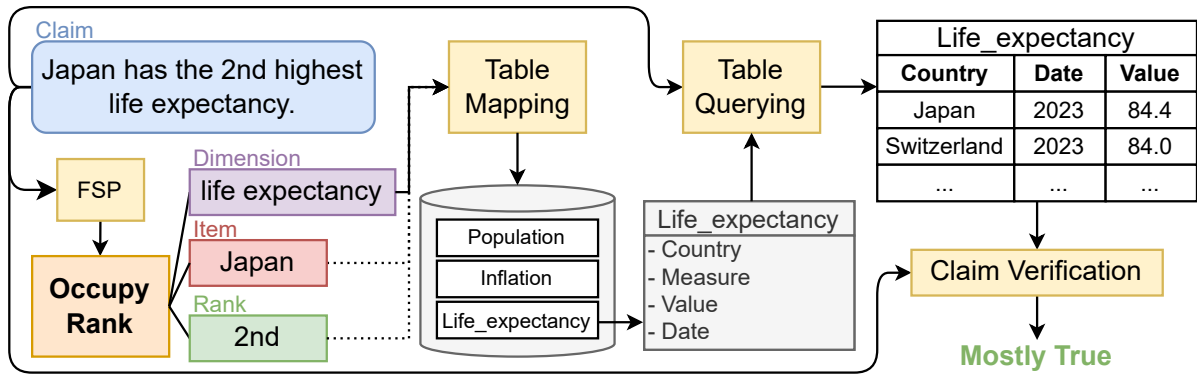 Claim
Japan has the 2nd highest
life expectancy.
FSP
Occupy
Rank
Dimension
life expectancy
Item
Japan
Rank
2nd
Table
Mapping
Population
Inflation
Life_expectancy
Life_expectancy
- Country
- Measure
- Value
- Date
Table
Querying
Life_expectancy
Country Date Value
Japan 2023 84.4
Switzerland 2023 84.0
... ... ...
Claim Verification
Mostly True